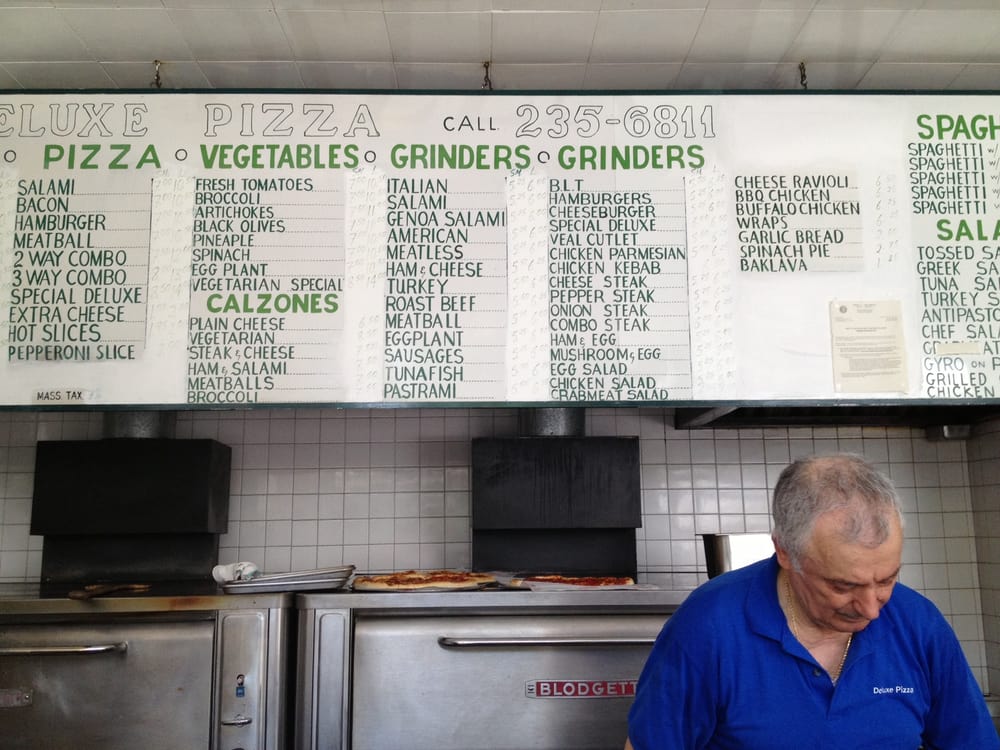 ELUXE PIZZA CALL 235-6811
PIZZA
SALAMI
BACON
HAMBURGER
MEATBALL
2 WAY COMBO
3 WAY COMBO
SPECIAL DELUXE
EXTRA CHEESE
HOT SLICES
PEPPERONI SLICE
MASS TAX
VEGETABLES
FRESH TOMATOES
BROCCOLI
ARTICHOKES
BLACK OLIVES
PINEAPLE
SPINACH
EGG PLANT
VEGETARIAN SPECIAL
CALZONES
PLAIN CHEESE
VEGETARIAN
STEAK & CHEESE
HAM & SALAMI
MEATBALLS
BROCCOLI
GRINDERS
ITALIAN
SALAMI
GENOA SALAMI
AMERICAN
MEATLESS
HAM & CHEESE
TURKEY
ROAST BEEF
MEATBALL
EGGPLANT
SAUSAGES
TUNAFISH
PASTRAMI
GRINDERS
B.L.T
HAMBURGERS
CHEESEBURGER
SPECIAL DELUXE
VEAL CUTLET
CHICKEN PARMESIAN
CHICKEN KEBAB
CHEESE STEAK
PEPPER STEAK
ONION STEAK
COMBO STEAK
HAM & EGG
MUSHROOM & EGG
EGG SALAD
CHICKEN SALAD
CRABMEAT SALAD
CHEESE RAVIOLI
BBQ CHICKEN
BUFFALO CHICKEN
WRAPS
GARLIC BREAD
SPINACH PIE
BAKLAVA
SPAGH
SPAGHETTI W/
SPAGHETTI W/
SPAGHETTI W/
SPAGHETTI W/
SPAGHETTI W/
SALA
TOSSED SA
GREEK SA
TUNA SA
TURKEY S
ANTIPAST
CHEF SALA
GYRO ON
GRILLED
CHICKEN
BLODGETT
Deluxe Pizza